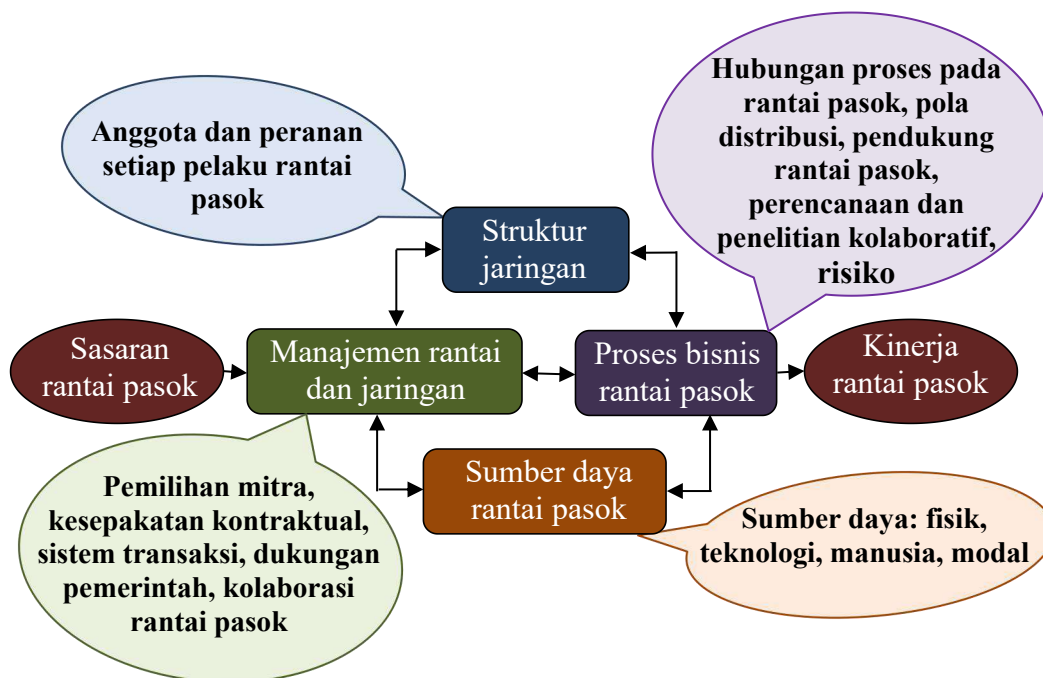 Anggota dan peranan
setiap pelaku rantai
pasok
Hubungan proses pada
rantai pasok, pola
distribusi, pendukung
rantai pasok,
perencanaan dan
penelitian kolaboratif,
risiko
Struktur
jaringan
Sasaran
rantai pasok
Manajemen rantai
dan jaringan
Proses bisnis
rantai pasok
Kinerja
rantai pasok
Sumber daya
rantai pasok
Pemilihan mitra,
kesepakatan kontraktual,
sistem transaksi, dukungan
pemerintah, kolaborasi
rantai pasok
Sumber daya: fisik,
teknologi, manusia, modal